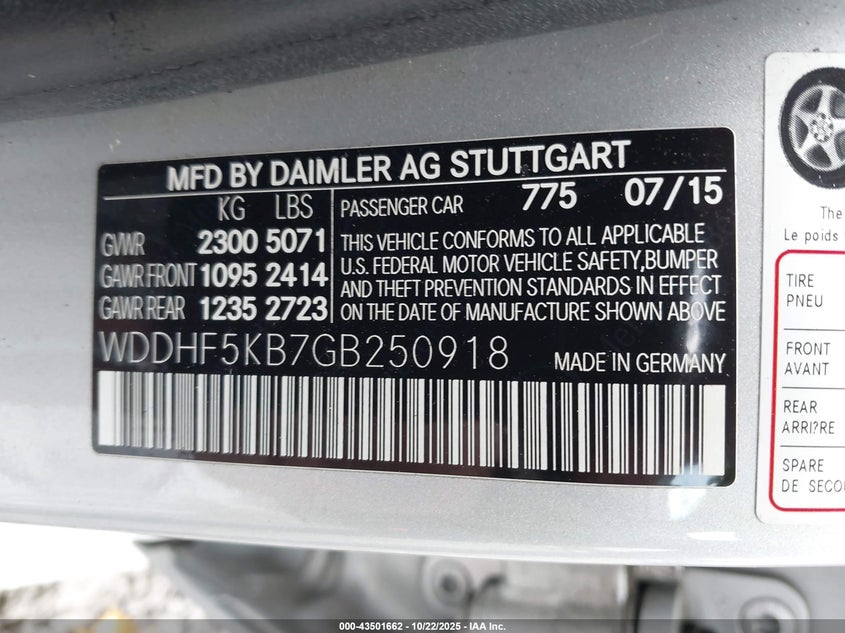 MFD BY DAIMLER AG STUTTGART
KG LBS
GVWR 2300 5071
GAWR FRONT 1095 2414
GAWR REAR 1235 2723
PASSENGER CAR 775 07/15
THIS VEHICLE CONFORMS TO ALL APPLICABLE
U.S. FEDERAL MOTOR VEHICLE SAFETY,BUMPER
AND THEFT PREVENTION STANDARDS IN EFFECT
ON THE DATE OF MANUFACTURE SHOWN ABOVE
WDDHF5KB7GB250918 MADE IN GERMANY
The
Le poids
TIRE
PNEU
FRONT
AVANT
REAR
ARRI?RE
SPARE
DE
000-43501662 - 10/22/2025 - IAA Inc.